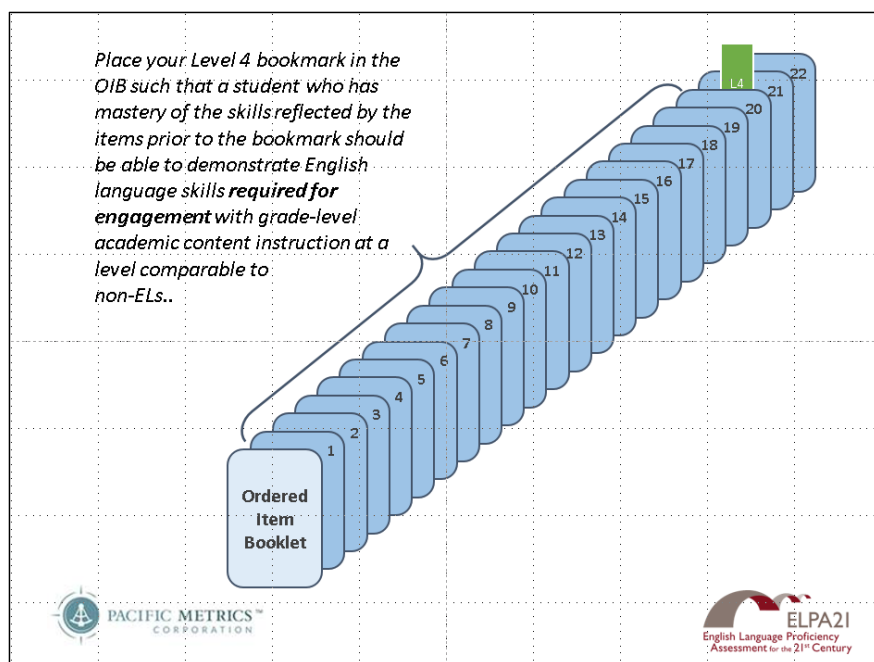 Place your Level 4 bookmark in the
OIB such that a student who has
mastery of the skills reflected by the
items prior to the bookmark should
be able to demonstrate English
language skills required for
engagement with grade-level
academic content instruction at a
level comparable to
non-ELs..
L4
22
21
20
19
18
17
16
15
14
13
12
11
10
9
8
7
6
5
4
3
2
1
Ordered
Item
Booklet
PACIFIC METRICS™
CORPORATION
ELPA21
English Language Proficiency
Assessment for the 21st Century